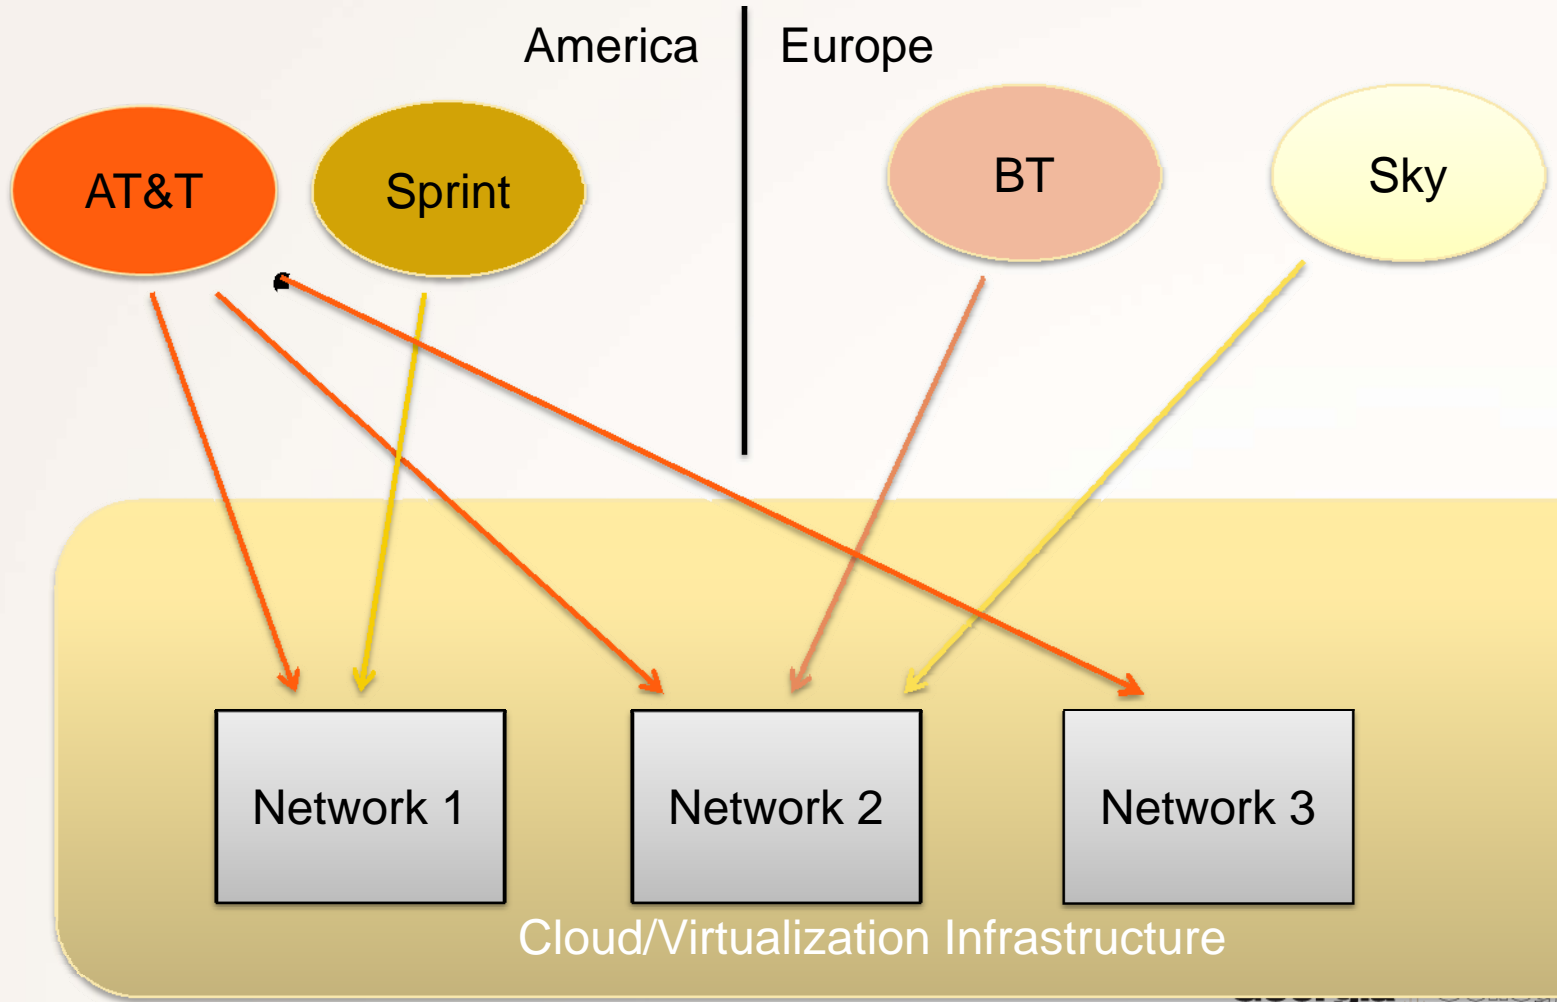 America
Europe
AT&T
Sprint
BT
Sky
Network 1
Network 2
Network 3
Cloud/Virtualization Infrastructure